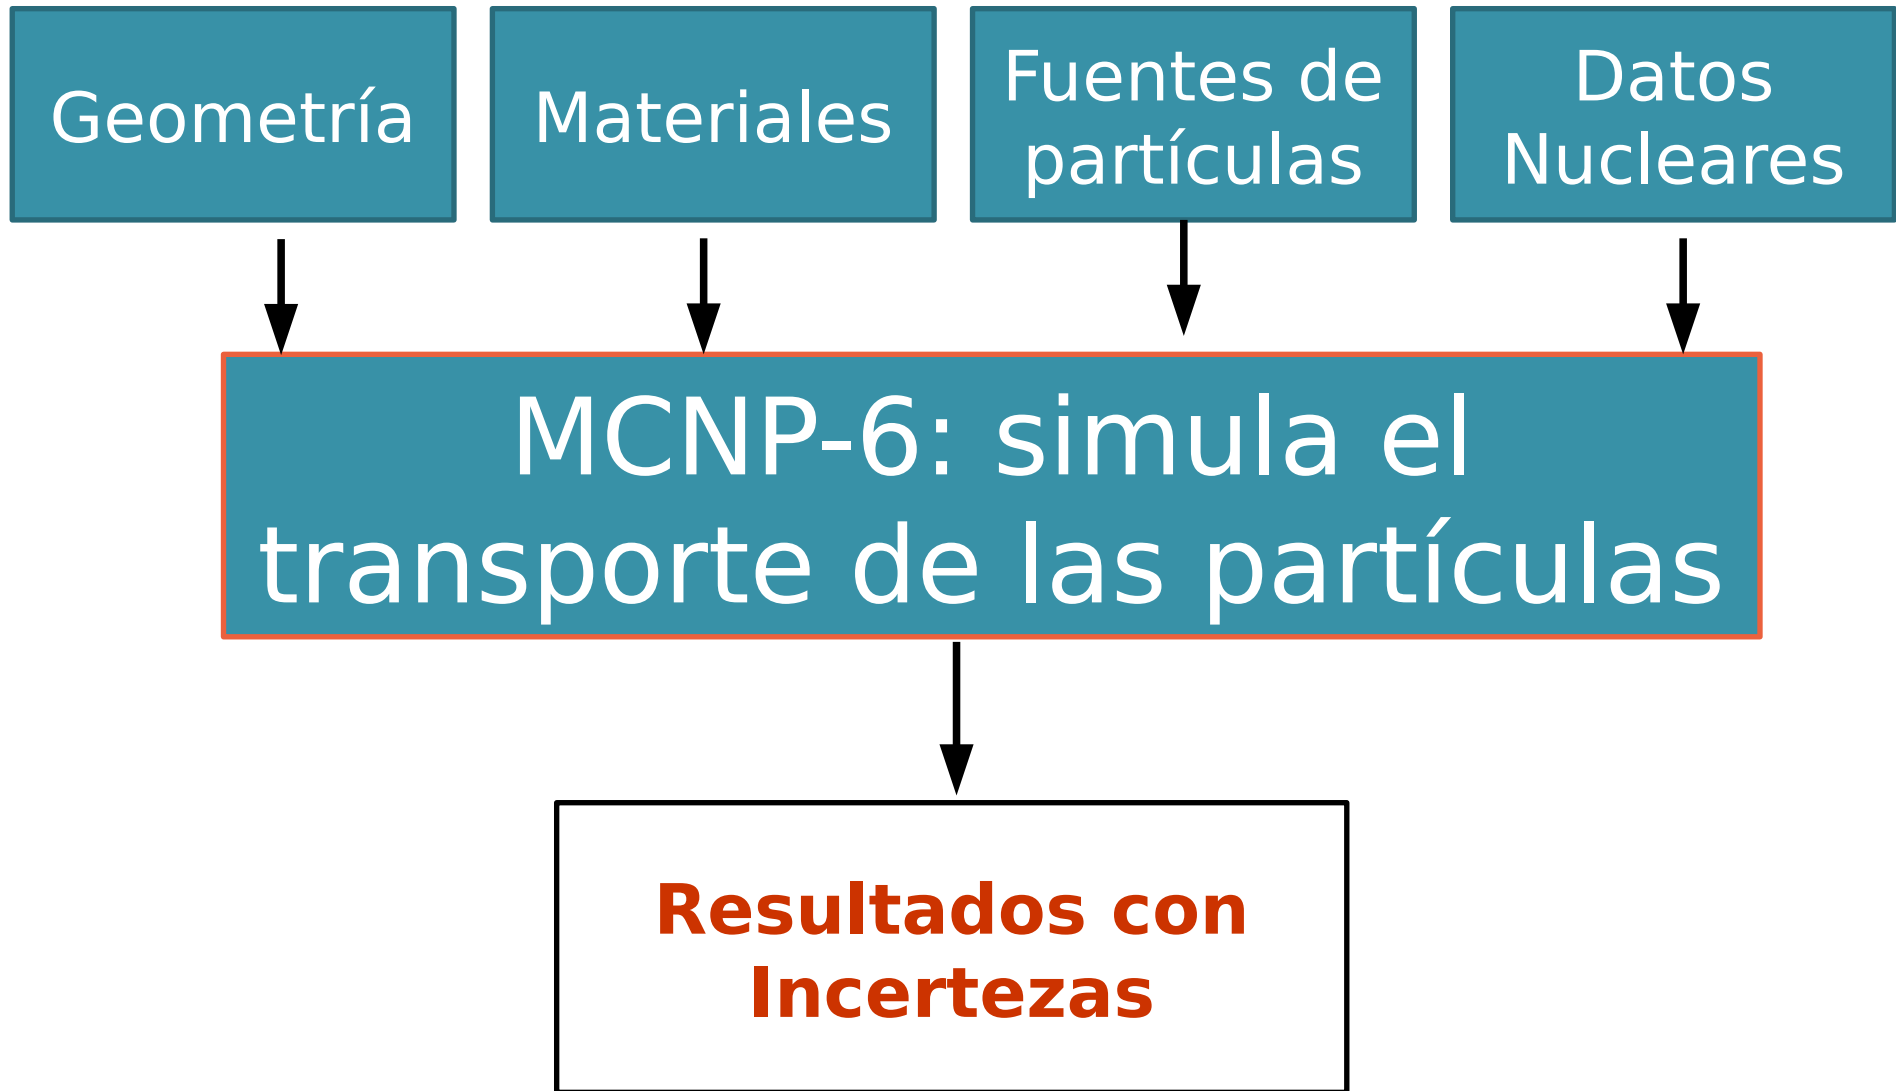 Geometría
Materiales
Fuentes de
partículas
Datos
Nucleares
MCNP-6: simula el
transporte de las partículas
Resultados con
Incertezas